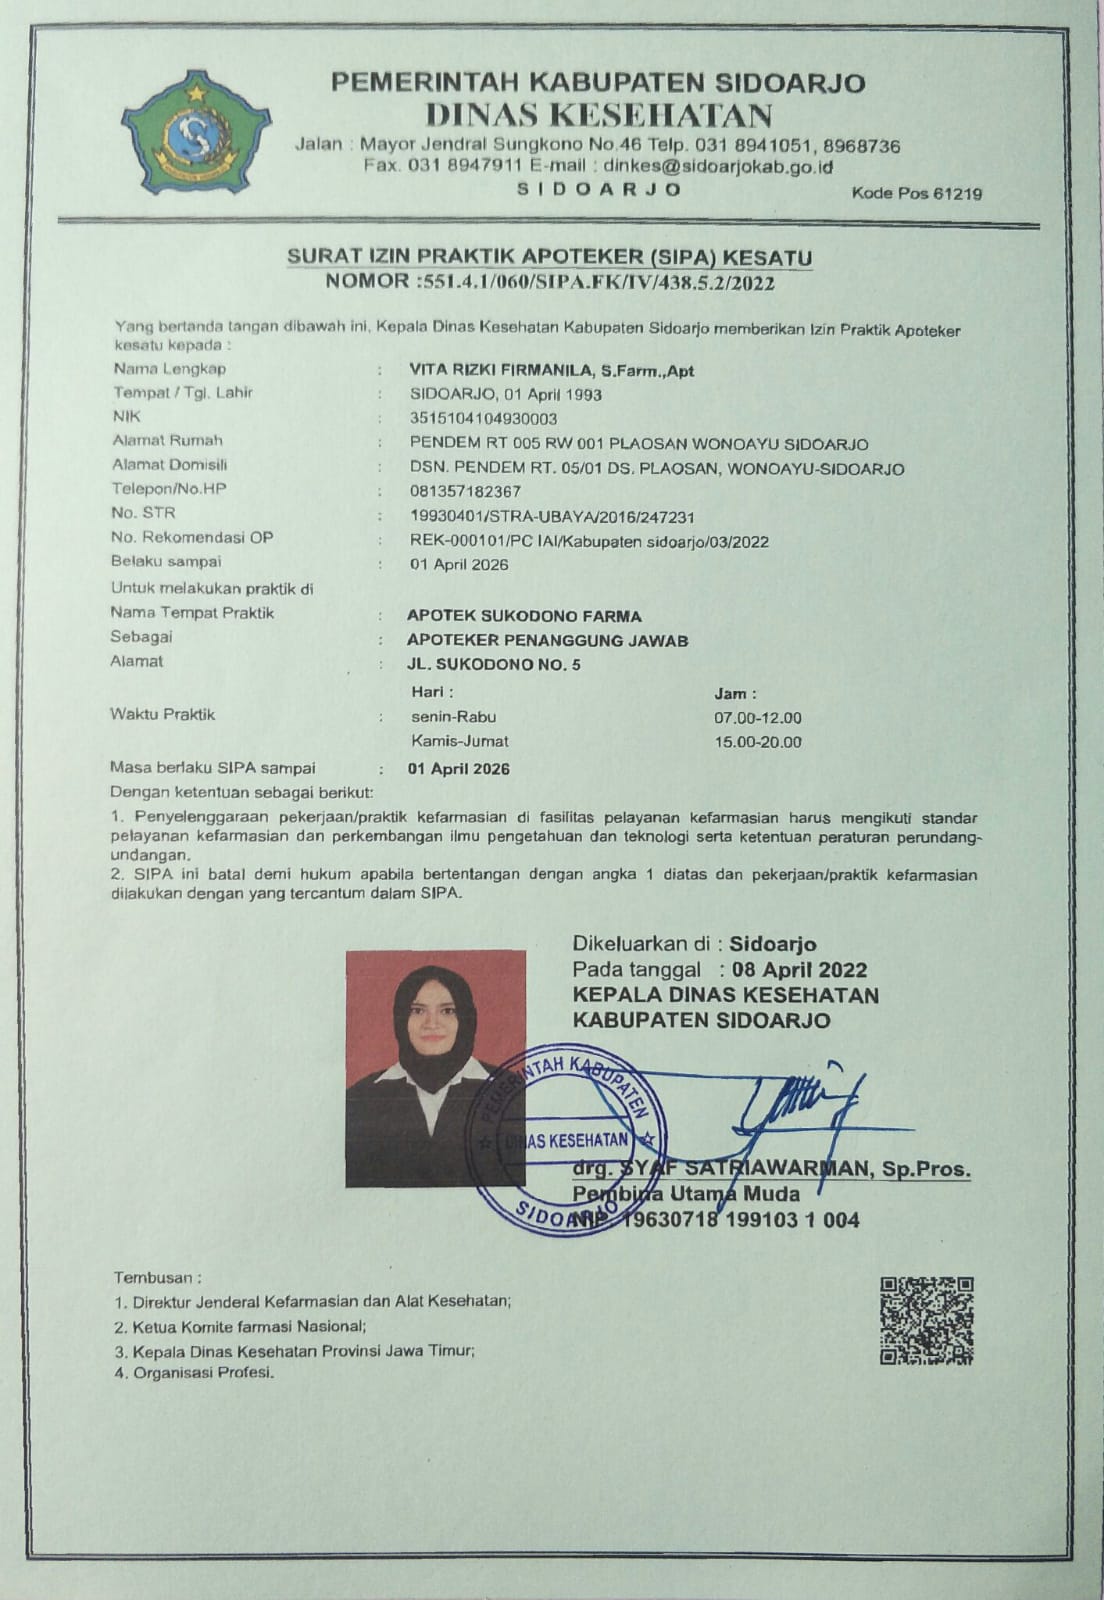 PEMERINTAH KABUPATEN SIDOARJO
DINAS KESEHATAN
Jalan : Mayor Jendral Sungkono No.46 Telp. 031 8941051, 8968736
Fax. 031 8947911 E-mail : dinkes@sidoarjokab.go.id
SIDOARJO
Kode Pos 61219
SURAT IZIN PRAKTIK APOTEKER (SIPA) KESATU
NOMOR :551.4.1/060/SIPA.FK/IV/438.5.2/2022
Yang bertanda tangan dibawah ini, Kepala Dinas Kesehatan Kabupaten Sidoarjo memberikan Izin Praktik Apoteker
kesatu kepada :
Nama Lengkap : VITA RIZKI FIRMANILA, S.Farm.,Apt
Tempat / Tgl. Lahir : SIDOARJO, 01 April 1993
NIK : 3515104104930003
Alamat Rumah : PENDEM RT 005 RW 001 PLAOSAN WONOAYU SIDOARJO
Alamat Domisili : DSN. PENDEM RT. 05/01 DS. PLAOSAN, WONOAYU-SIDOARJO
Telepon/No.HP : 081357182367
No. STR : 19930401/STRA-UBAYA/2016/247231
No. Rekomendasi OP : REK-000101/PC IAI/Kabupaten sidoarjo/03/2022
Belaku sampai : 01 April 2026
Untuk melakukan praktik di
Nama Tempat Praktik : APOTEK SUKODONO FARMA
Sebagai : APOTEKER PENANGGUNG JAWAB
Alamat : JL. SUKODONO NO. 5
Hari : Jam :
Waktu Praktik : senin-Rabu 07.00-12.00
Kamis-Jumat 15.00-20.00
Masa berlaku SIPA sampai : 01 April 2026
Dengan ketentuan sebagai berikut:
1. Penyelenggaraan pekerjaan/praktik kefarmasian di fasilitas pelayanan kefarmasian harus mengikuti standar
pelayanan kefarmasian dan perkembangan ilmu pengetahuan dan teknologi serta ketentuan peraturan perundang-
undangan.
2. SIPA ini batal demi hukum apabila bertentangan dengan angka 1 diatas dan pekerjaan/praktik kefarmasian
dilakukan dengan yang tercantum dalam SIPA.
Dikeluarkan di : Sidoarjo
Pada tanggal : 08 April 2022
KEPALA DINAS KESEHATAN
KABUPATEN SIDOARJO
PEMERINTAH KABUPATEN
DINAS KESEHATAN
SIDOARJO
drg. SYAF SATRIAWARMAN, Sp.Pros.
Pembina Utama Muda
NIP. 19630718 199103 1 004
Tembusan :
1. Direktur Jenderal Kefarmasian dan Alat Kesehatan;
2. Ketua Komite farmasi Nasional;
3. Kepala Dinas Kesehatan Provinsi Jawa Timur;
4. Organisasi Profesi.